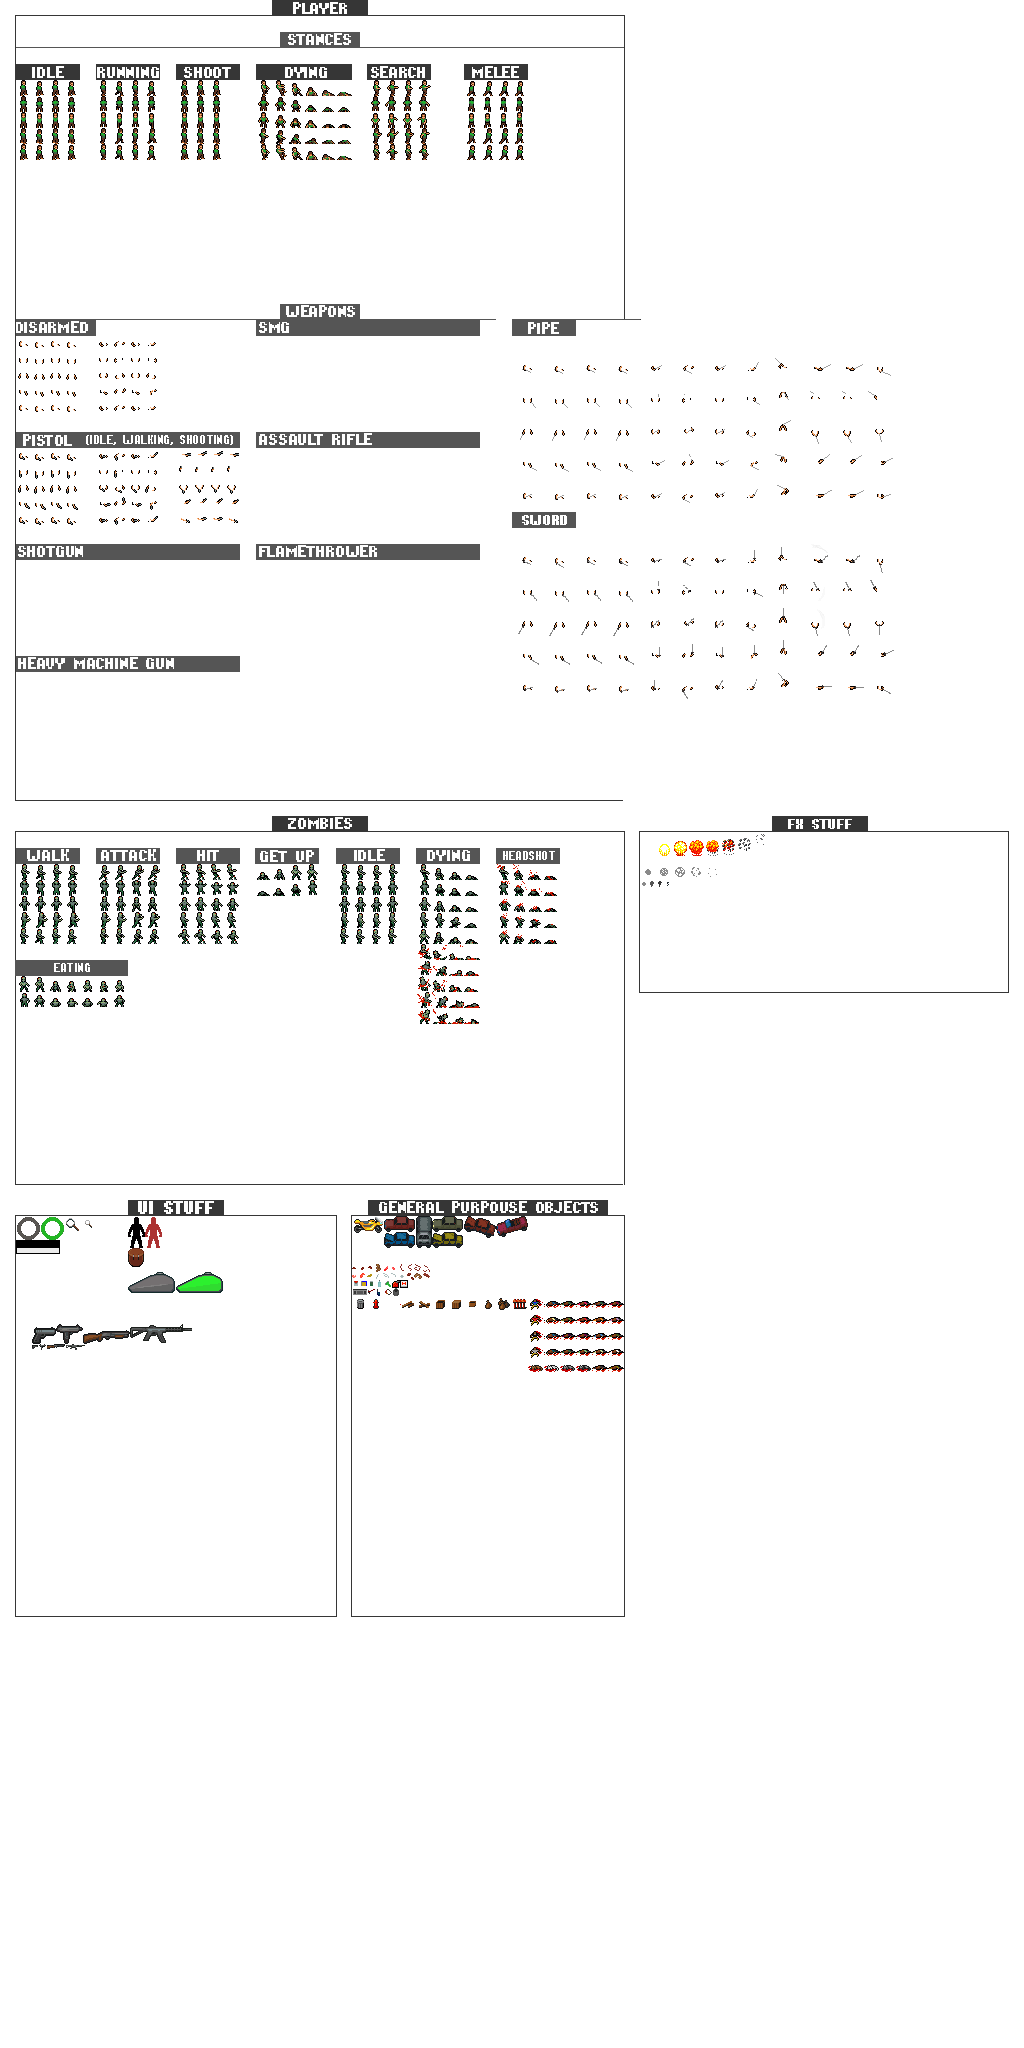 PLAYER
STANCES
IDLE RUNNING SHOOT DYING SEARCH MELEE
WEAPONS
DISARMED SMG PIPE
PISTOL (IDLE, WALKING, SHOOTING) ASSAULT RIFLE
SWORD
SHOTGUN FLAMETHROWER
HEAVY MACHINE GUN
ZOMBIES FX STUFF
WALK ATTACK HIT GET UP IDLE DYING HEADSHOT
EATING
UI STUFF GENERAL PURPOUSE OBJECTS